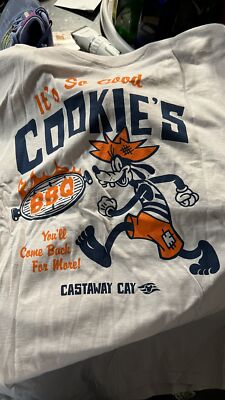 It's So Good
COOKIE'S
BBQ
You'll
Come Back
For More!
CASTAWAY CAY